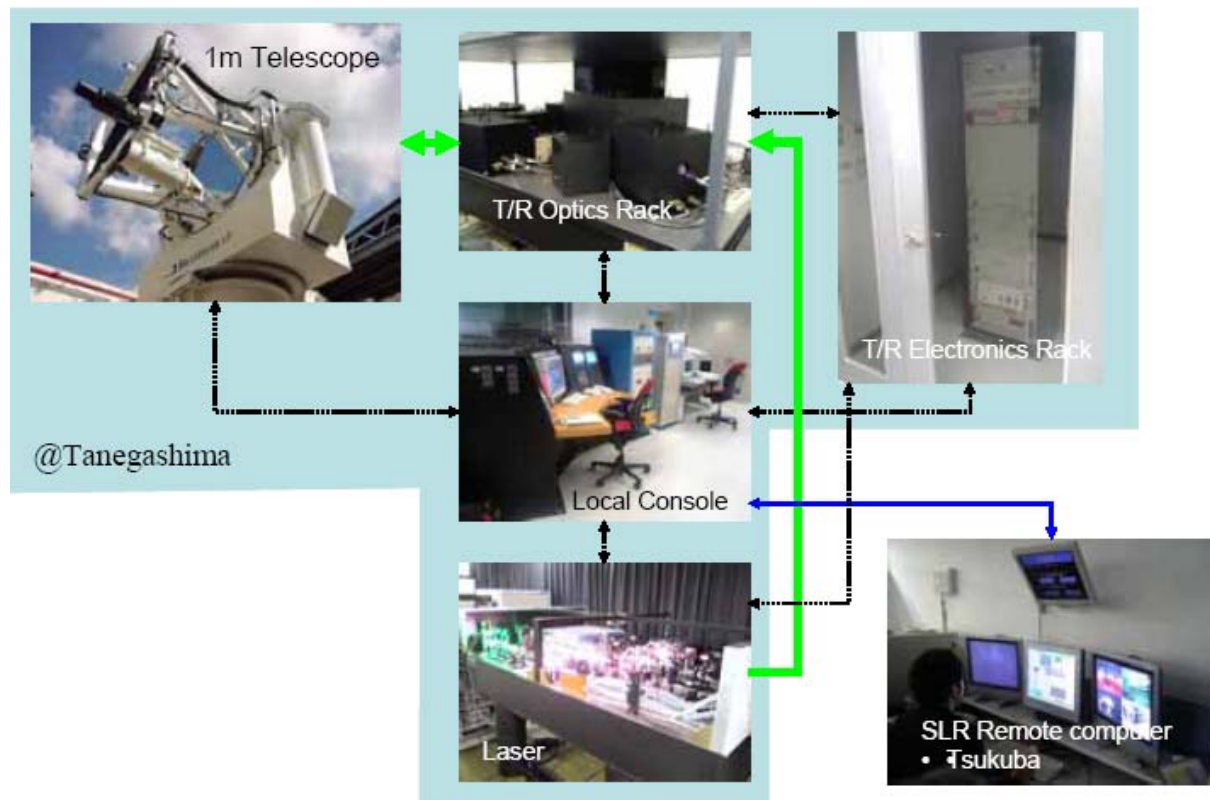 1m Telescope
T/R Optics Rack
T/R Electronics Rack
@Tanegashima
Local Console
Laser
SLR Remote computer
• •Tsukuba